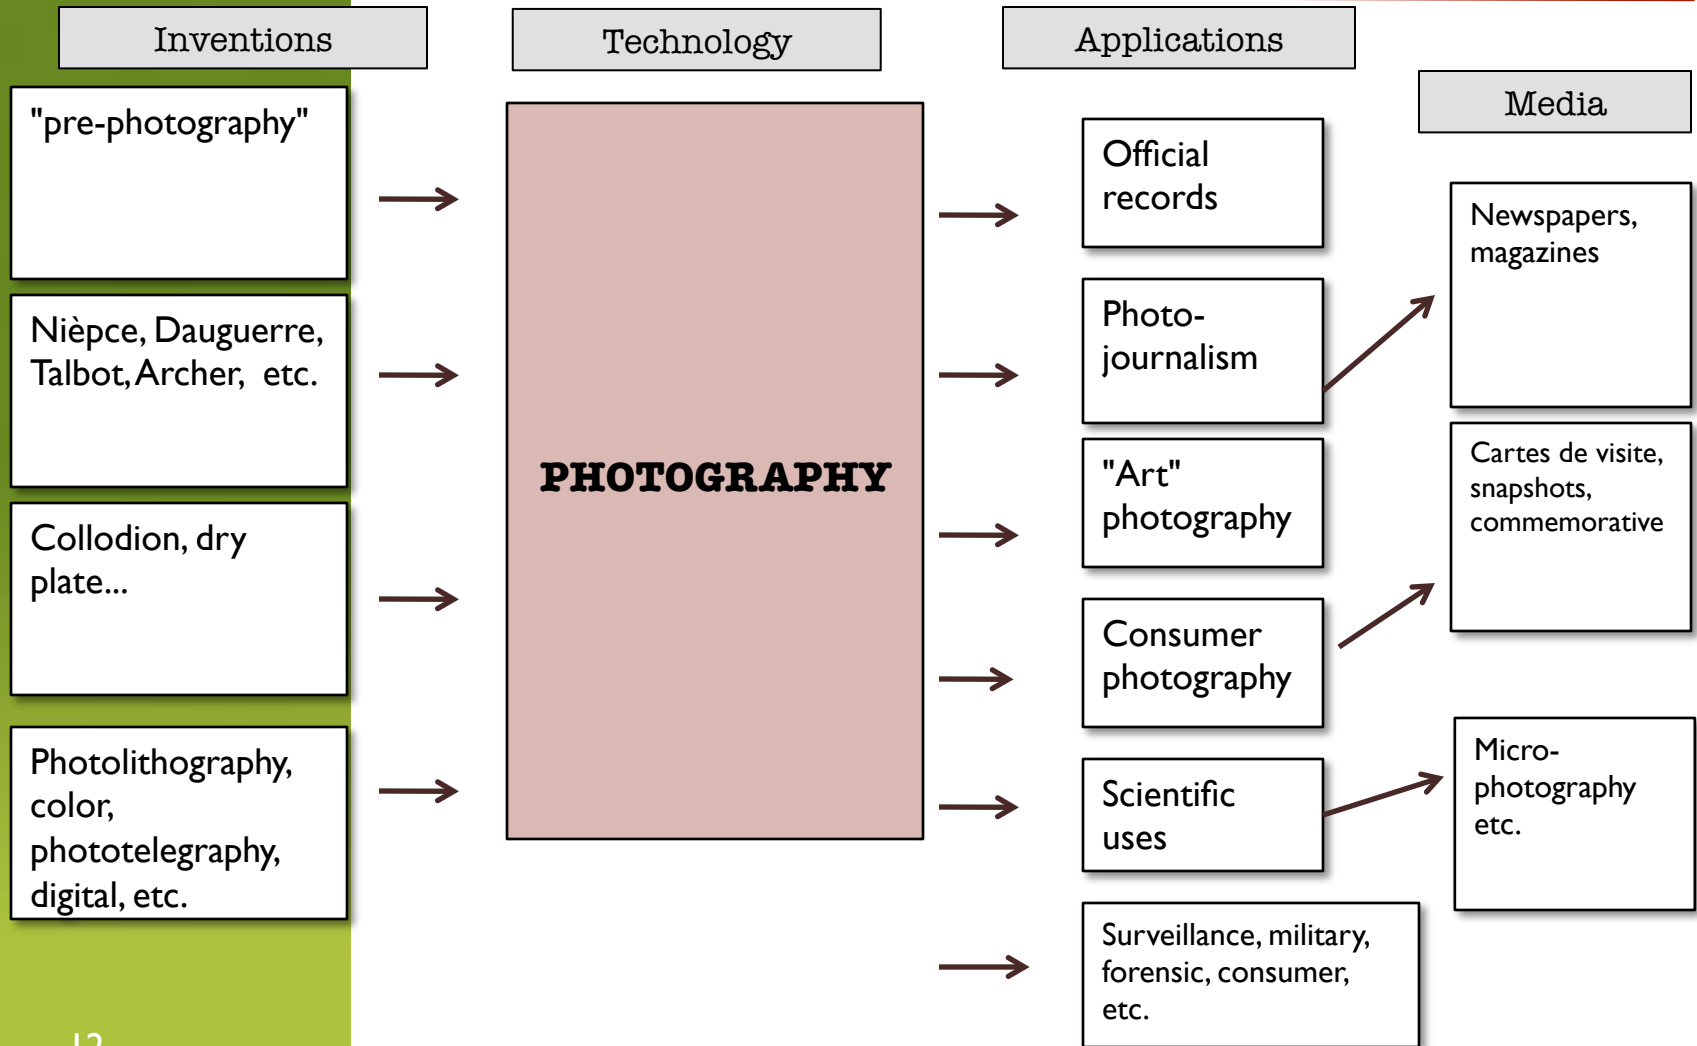 Inventions
Technology
Applications
Media
"pre-photography"
Nièpce, Dauguerre,
Talbot, Archer, etc.
Collodion, dry
plate...
Photolithography,
color,
phototelegraphy,
digital, etc.
PHOTOGRAPHY
Official
records
Photo-
journalism
"Art"
photography
Consumer
photography
Scientific
uses
Surveillance, military,
forensic, consumer,
etc.
Newspapers,
magazines
Cartes de visite,
snapshots,
commemorative
Micro-
photography
etc.
12